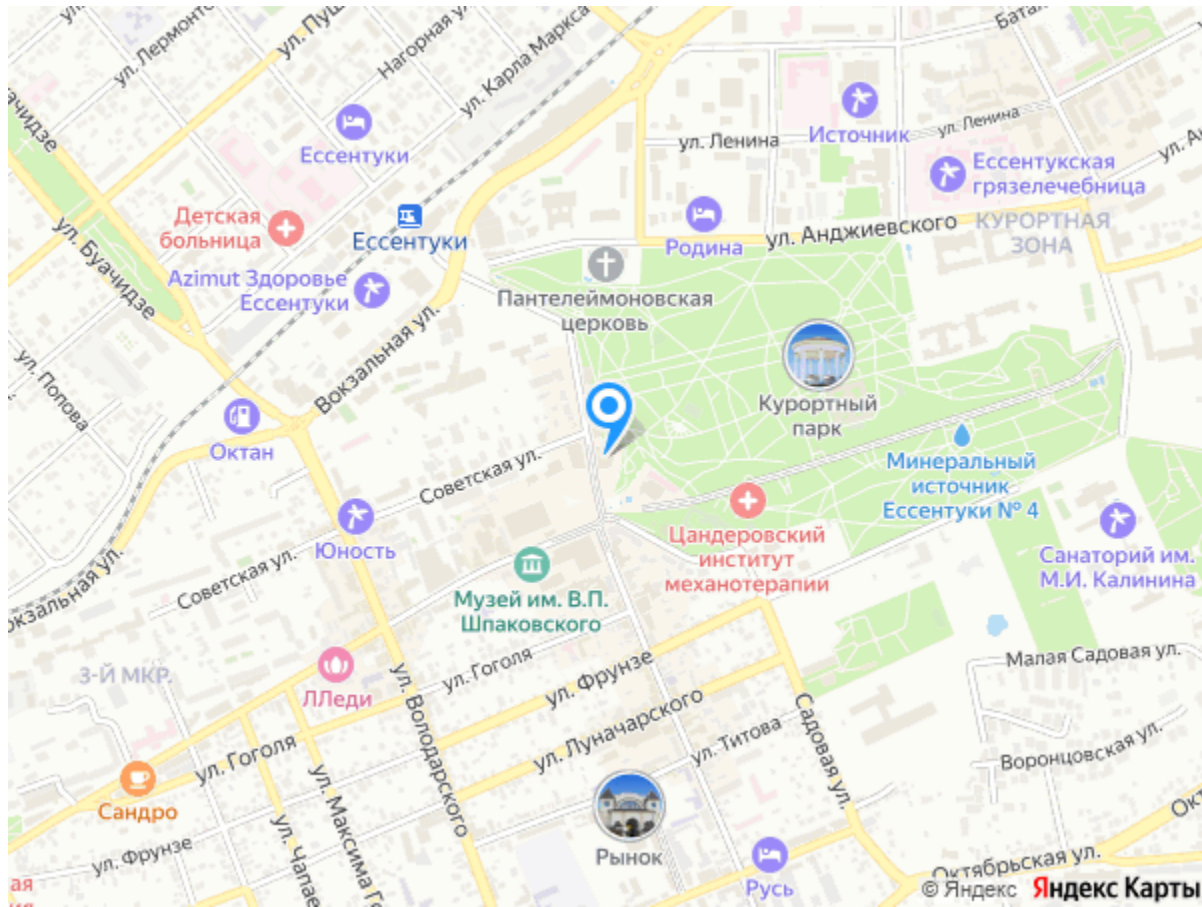 ул. Лермонт
ул. Пуш
Нагорная ул.
ул. Карла Маркса
Батал
Источник
ул. Ленина
ул. Ленина
Ессентуки
Ессентукская
грязелечебница
Детская
больница
Ессентуки
Родина
ул. Анджиевского
КУРОРТНАЯ
ЗОНА
ул. Буачидзе
Azimut Здоровье
Ессентуки
Пантелеймоновская
церковь
ул. Попова
Вокзальная ул.
Курортный
парк
Октан
Советская ул.
Минеральный
источник
Ессентуки № 4
Юность
Цандеровский
институт
механотерапии
Санаторий им.
М.И. Калинина
Советская ул.
Музей им. В.П.
Шпаковского
3-Й МКР.
ЛЛеди
ул. Гоголя
ул. Фрунзе
Малая Садовая ул.
ул. Володарского
ул. Луначарского
Садовая ул.
ул. Титова
Воронцовская ул.
ул. Гоголя
Сандро
ул. Максима Го
ул. Чапае
Рынок
ул. Фрунзе
Русь
Октябрьская ул.
© Яндекс Яндекс Карты